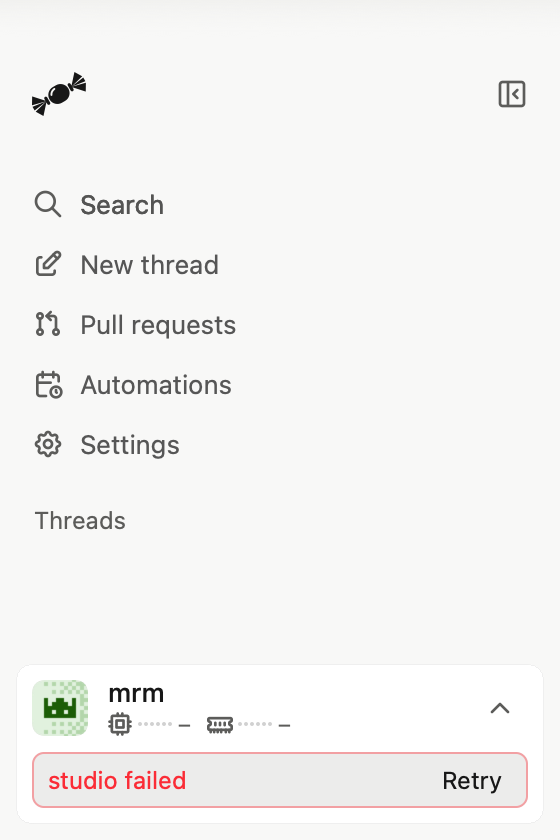 Search
New thread
Pull requests
Automations
Settings
Threads
mrm
– –
studio failed Retry